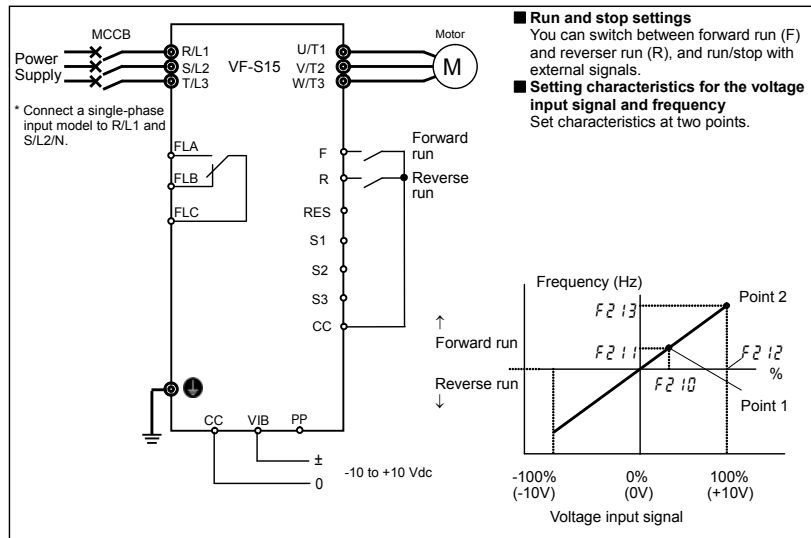 MCCB
Power
Supply
R/L1
S/L2
T/L3
VF-S15
U/T1
V/T2
W/T3
Motor
M
* Connect a single-phase
input model to R/L1 and
S/L2/N.
FLA
FLB
FLC
F
R
RES
S1
S2
S3
CC
Forward
run
Reverse
run
CC
VIB
PP
±
0
-10 to +10 Vdc
■ Run and stop settings
You can switch between forward run (F)
and reverser run (R), and run/stop with
external signals.
■ Setting characteristics for the voltage
input signal and frequency
Set characteristics at two points.
Frequency (Hz)
F213
Point 2
↑
Forward run
F211
F212
%
Reverse run
↓
F210
Point 1
-100%
(-10V)
0%
(0V)
100%
(+10V)
Voltage input signal